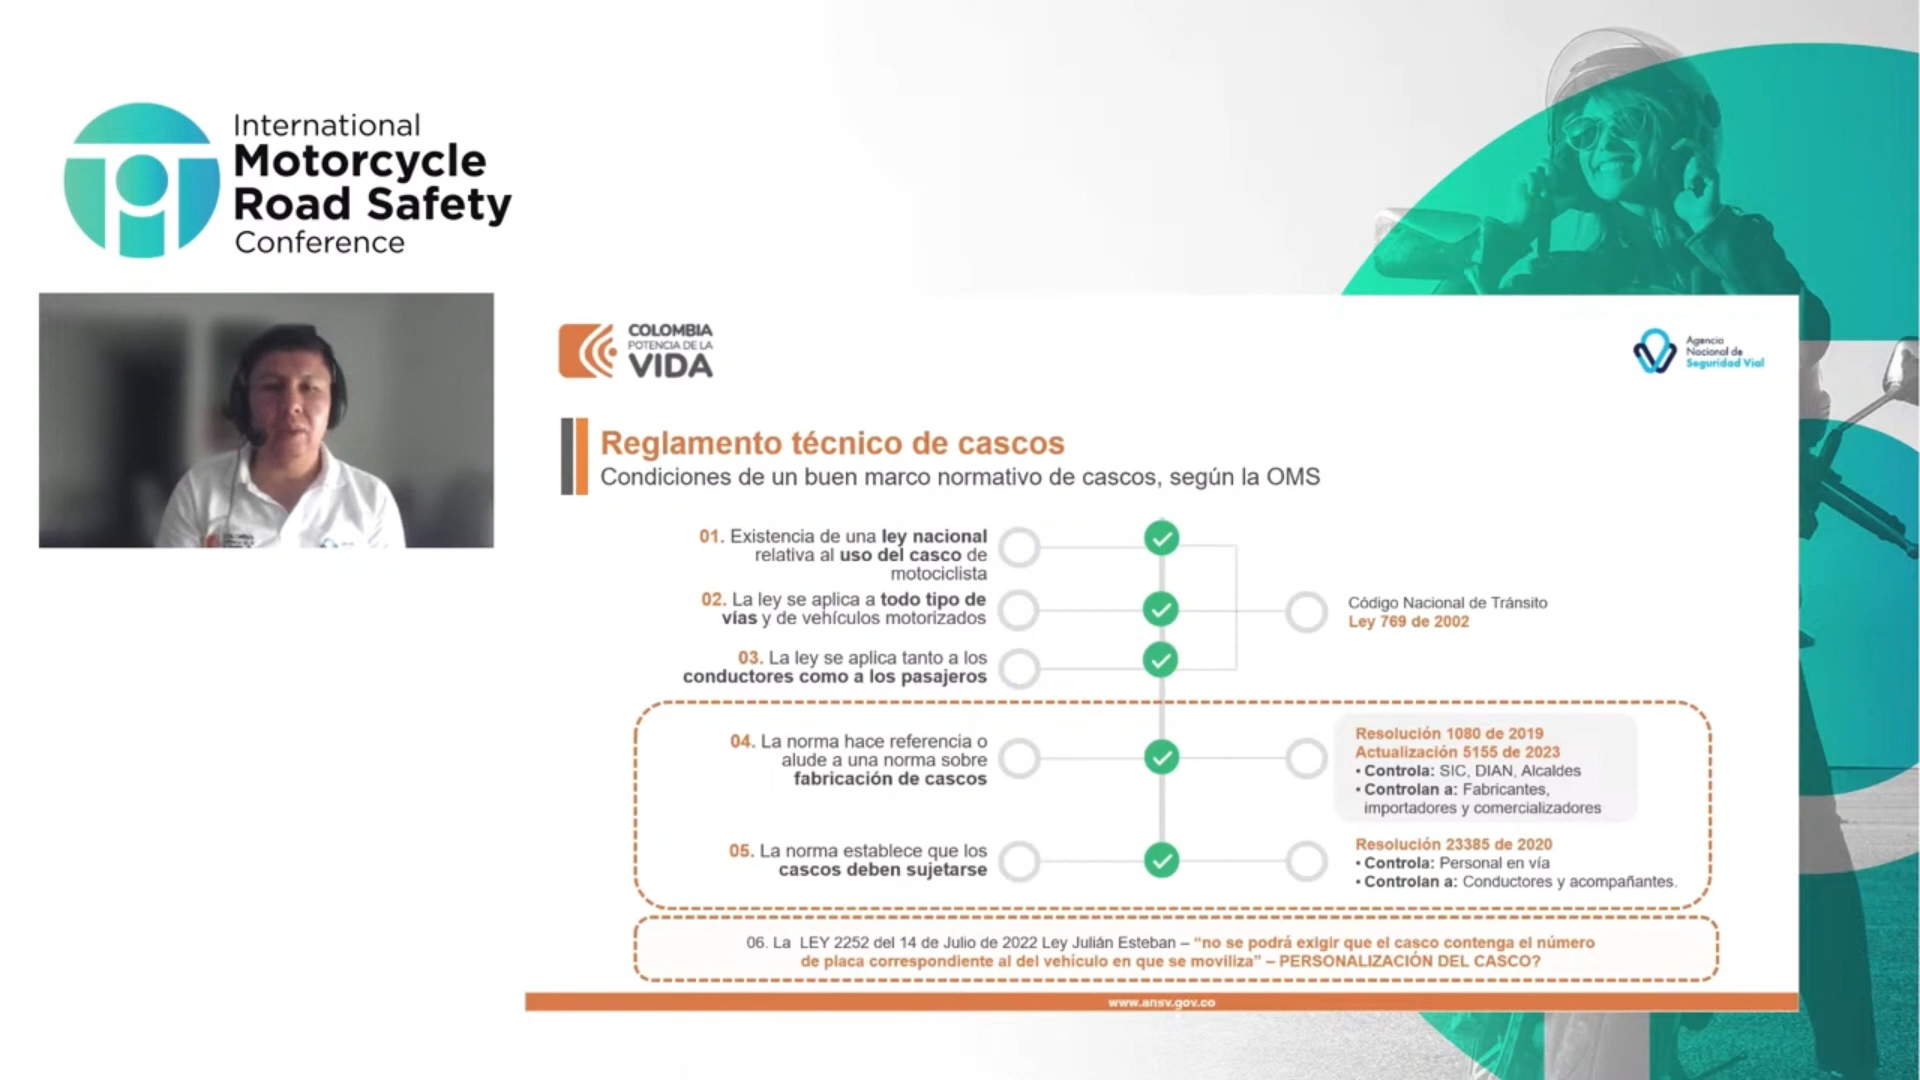 International
Motorcycle
Road Safety
Conference
COLOMBIA
POTENCIA DE LA
VIDA
Agencia
Nacional de
Seguridad Vial
Reglamento técnico de cascos
Condiciones de un buen marco normativo de cascos, según la OMS
01. Existencia de una ley nacional
relativa al uso del casco de
motociclista
02. La ley se aplica a todo tipo de
vías y de vehículos motorizados
03. La ley se aplica tanto a los
conductores como a los pasajeros
Código Nacional de Tránsito
Ley 769 de 2002
04. La norma hace referencia o
alude a una norma sobre
fabricación de cascos
Resolución 1080 de 2019
Actualización 5155 de 2023
• Controla: SIC, DIAN, Alcaldes
• Controlan a: Fabricantes,
importadores y comercializadores
05. La norma establece que los
cascos deben sujetarse
Resolución 23385 de 2020
• Controla: Personal en vía
• Controlan a: Conductores y acompañantes.
06. La LEY 2252 del 14 de Julio de 2022 Ley Julián Esteban – “no se podrá exigir que el casco contenga el número
de placa correspondiente al del vehículo en que se moviliza” – PERSONALIZACIÓN DEL CASCO?
www.ansv.gov.co